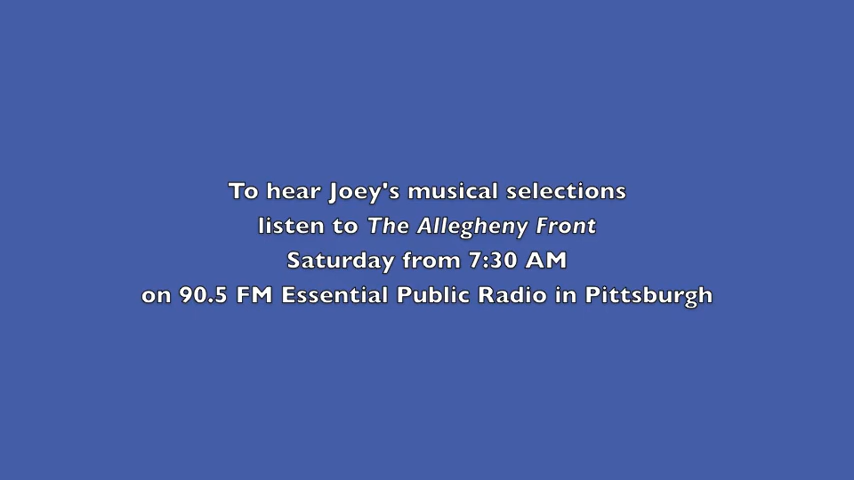 To hear Joey's musical selections
listen to The Allegheny Front
Saturday from 7:30 AM
on 90.5 FM Essential Public Radio in Pittsburgh